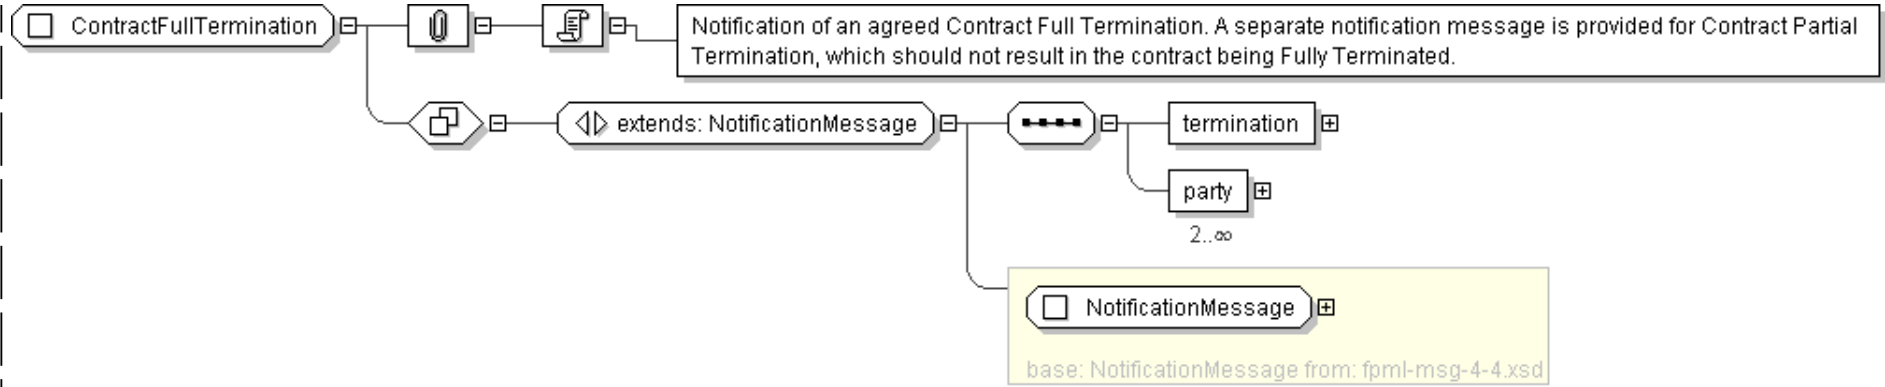 ContractFullTermination
Notification of an agreed Contract Full Termination. A separate notification message is provided for Contract Partial
Termination, which should not result in the contract being Fully Terminated.
extends: NotificationMessage
termination
party
2..∞
NotificationMessage
base: NotificationMessage from: fpml-msg-4-4.xsd